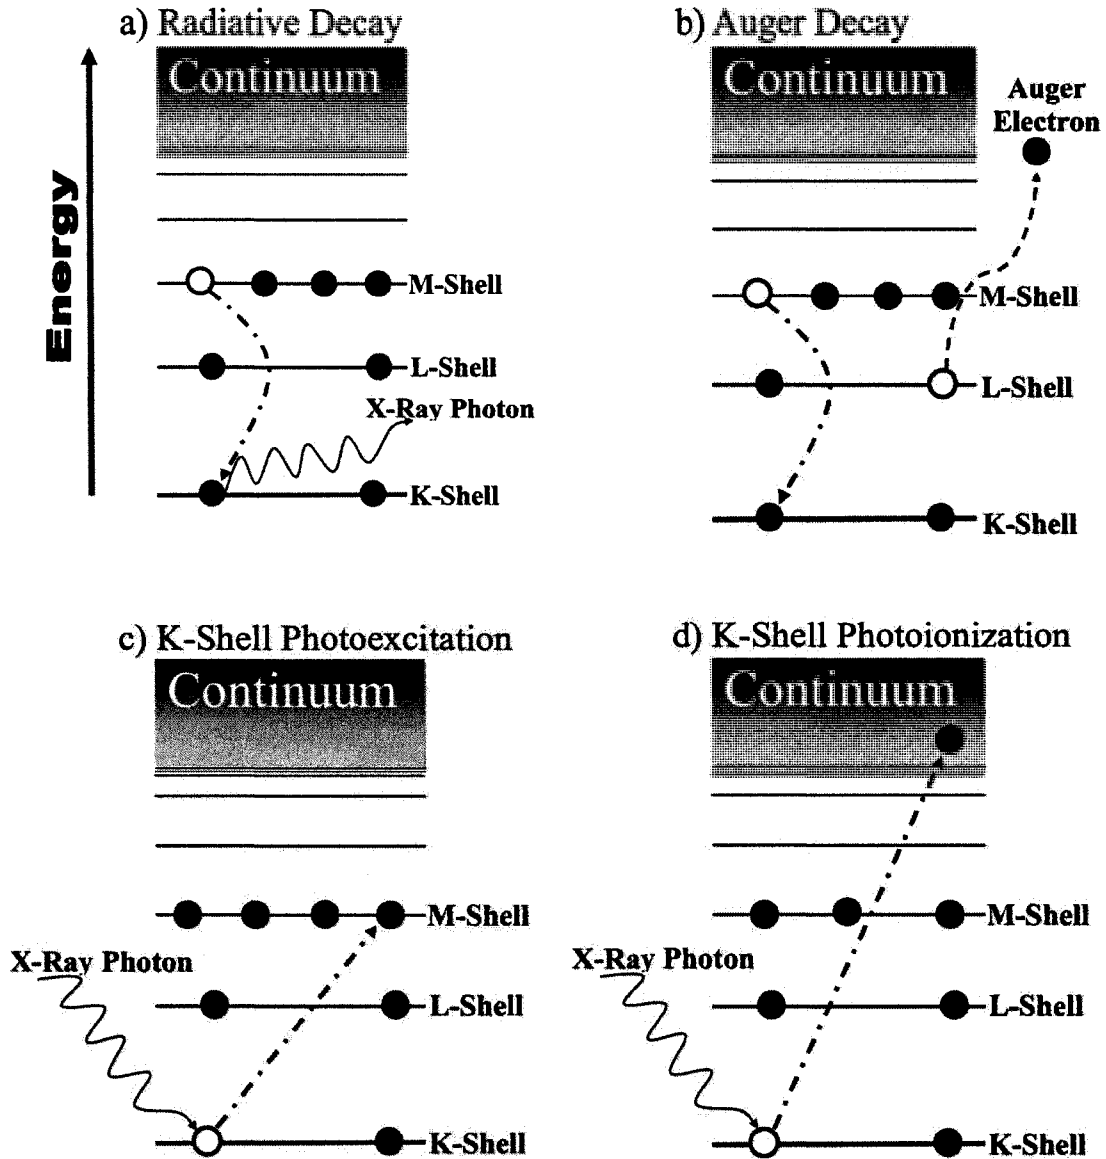 a) Radiative Decay
Continuum
Energy
M-Shell
L-Shell
X-Ray Photon
K-Shell
b) Auger Decay
Continuum
Auger
Electron
M-Shell
L-Shell
K-Shell
c) K-Shell Photoexcitation
Continuum
M-Shell
X-Ray Photon
L-Shell
K-Shell
d) K-Shell Photoionization
Continuum
M-Shell
X-Ray Photon
L-Shell
K-Shell